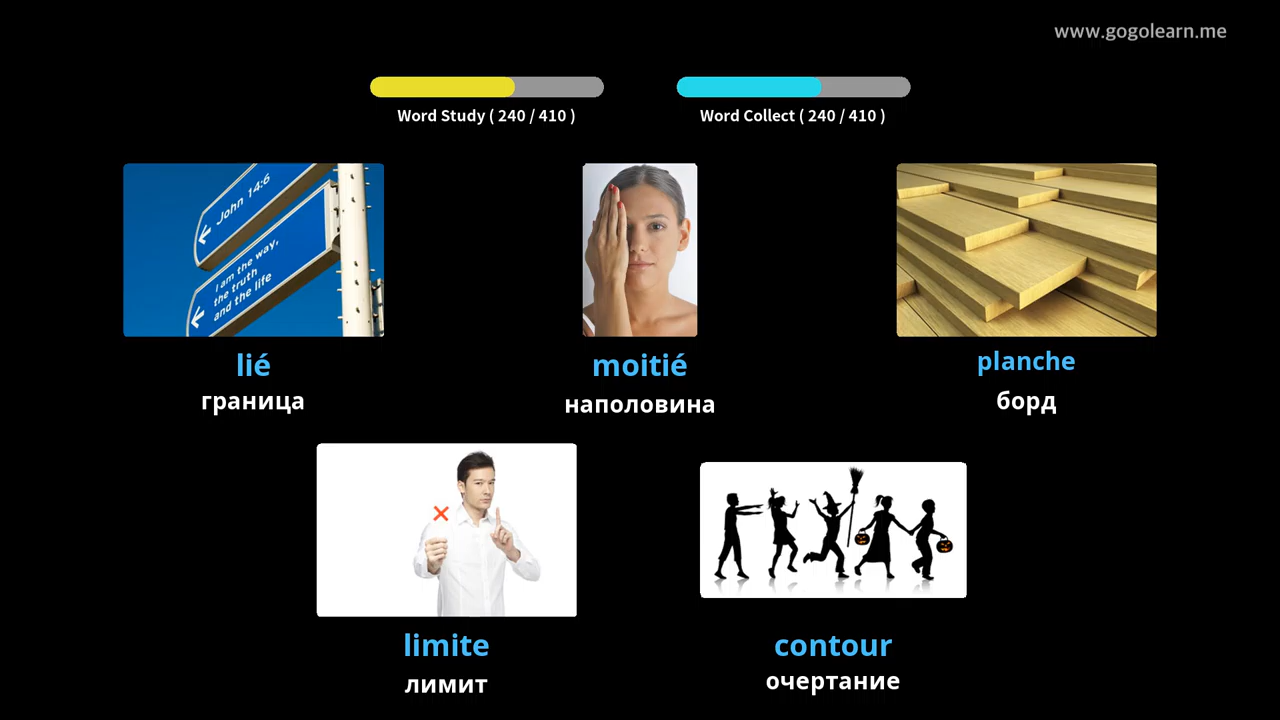 www.gogolearn.me
Word Study ( 240 / 410 )
Word Collect ( 240 / 410 )
John 14:6
I am the way,
the truth
and the life
lié
граница
moitié
наполовина
planche
борд
limite
лимит
contour
очертание